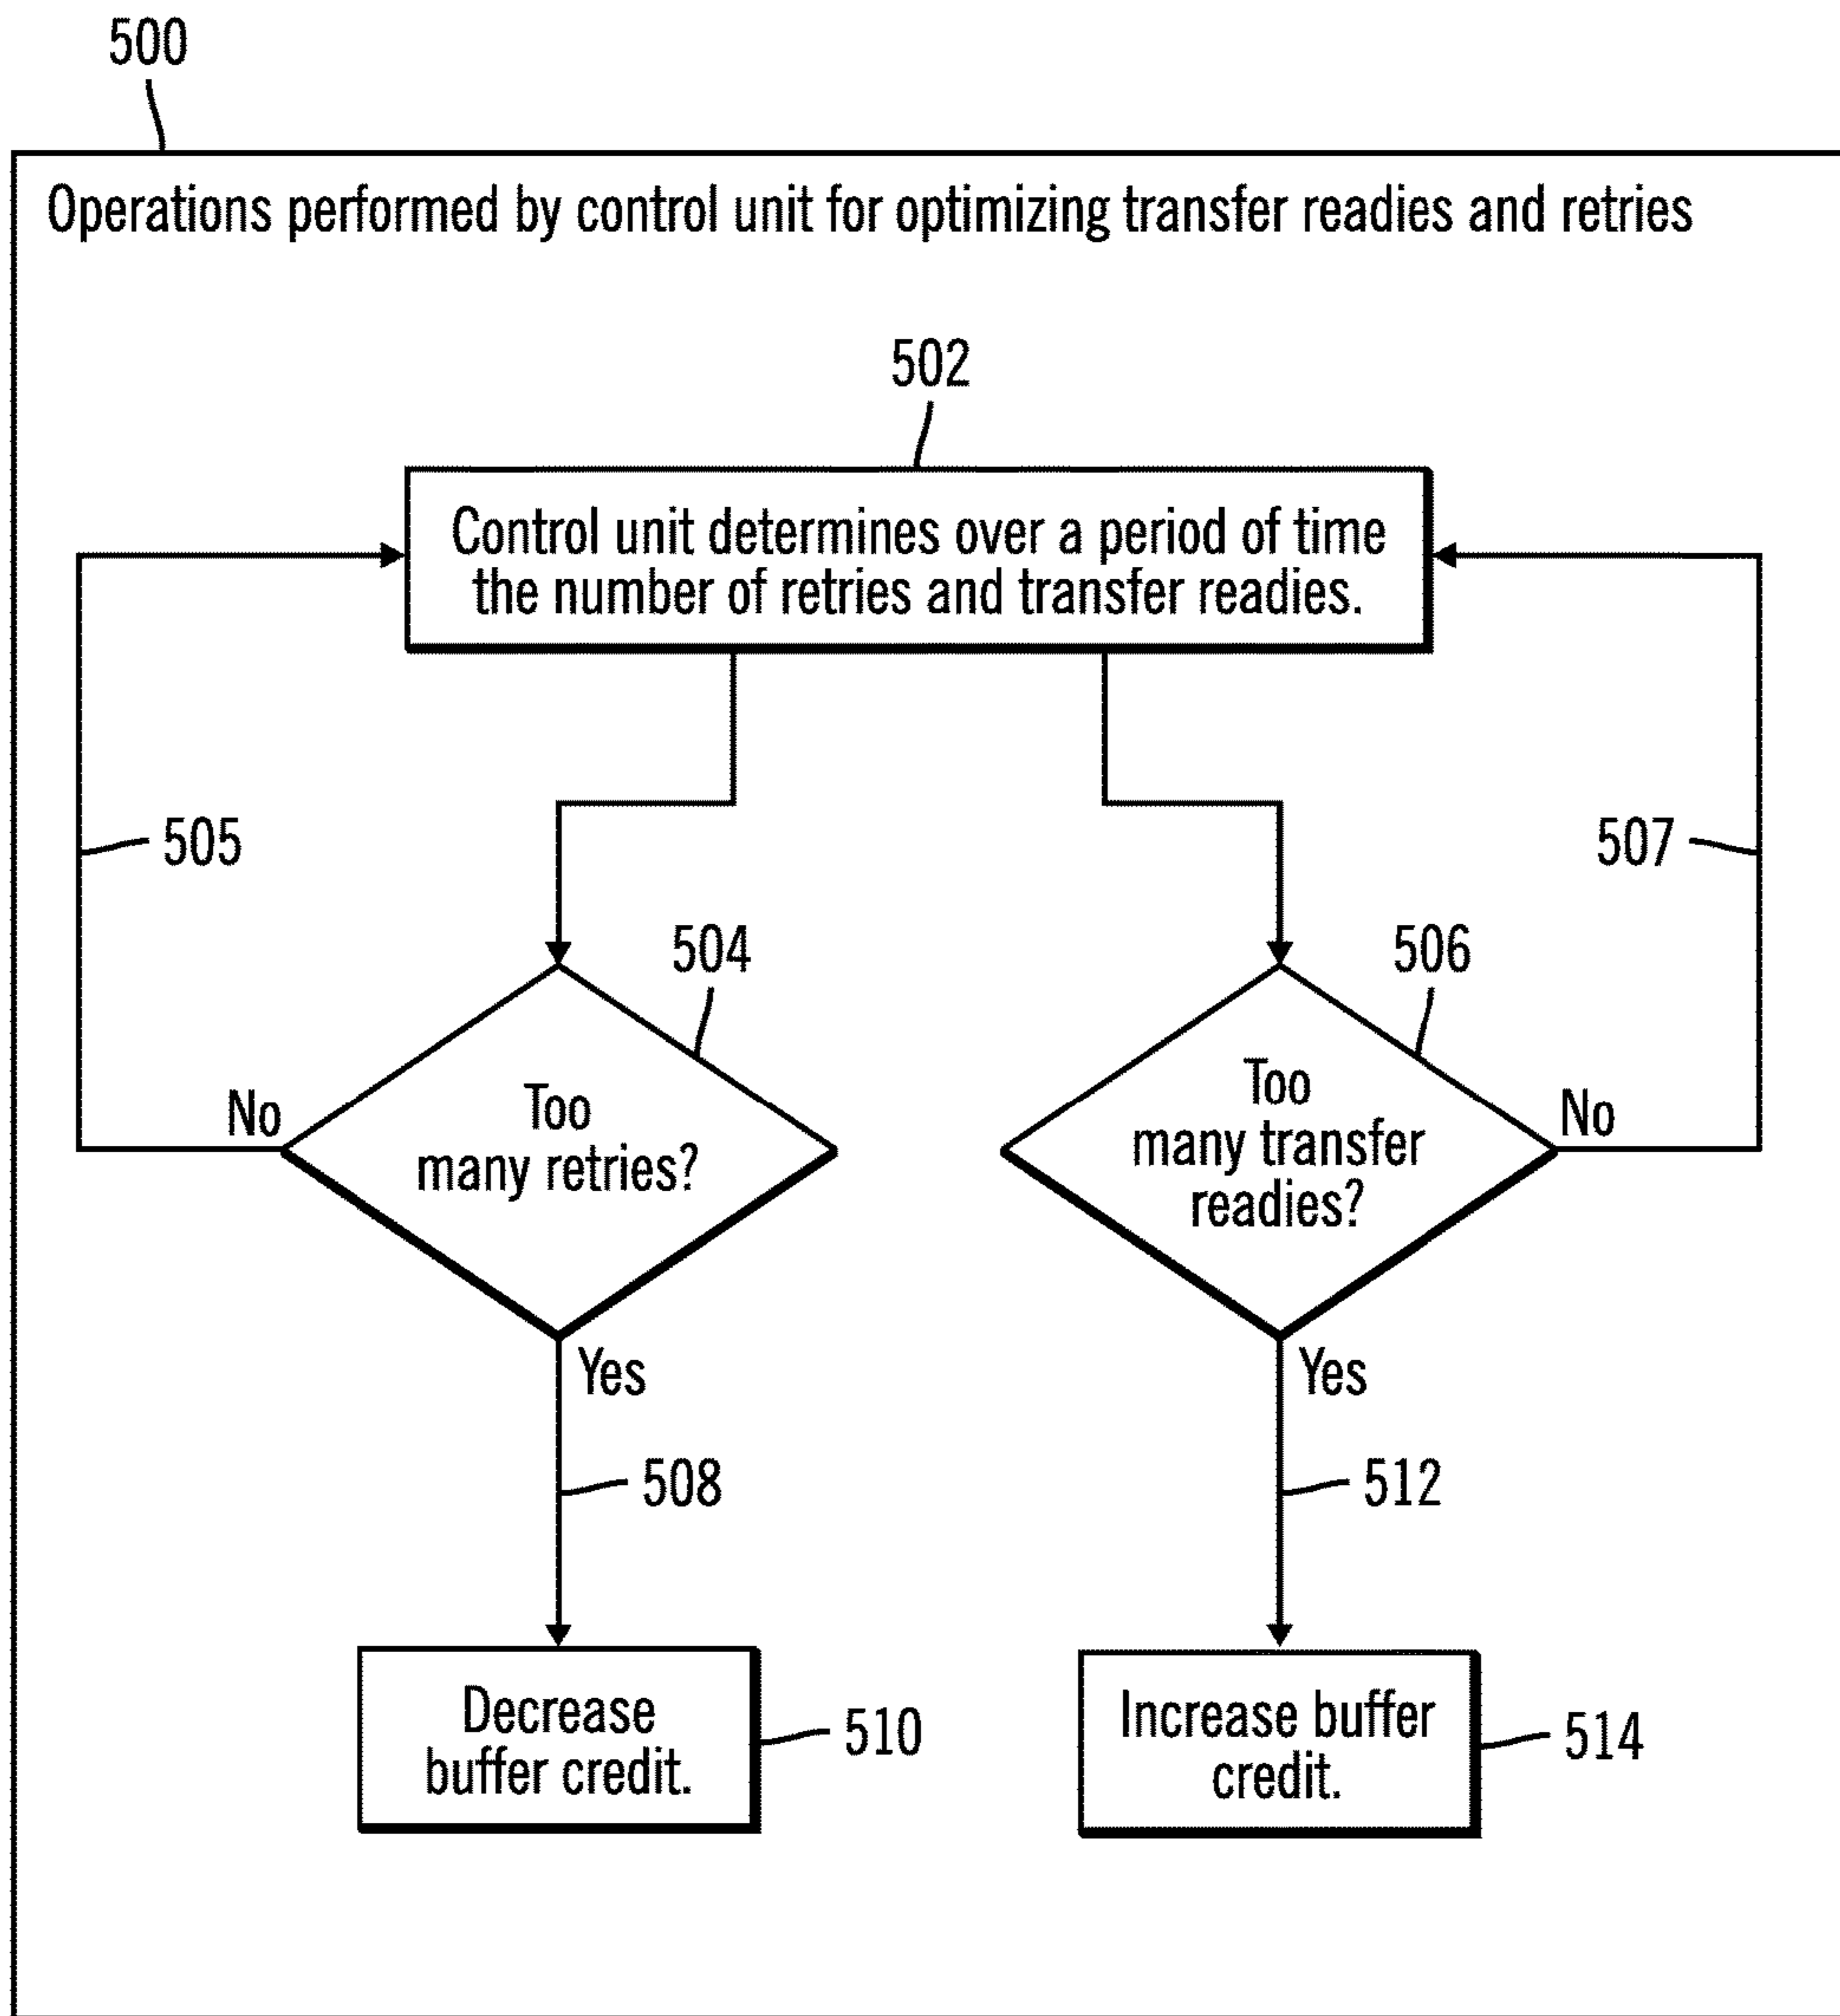 500
Operations performed by control unit for optimizing transfer readies and retries
502
Control unit determines over a period of time
the number of retries and transfer readies.
505
507
504
506
No
Too
many retries?
Too
many transfer
readies?
No
Yes
Yes
508
512
Decrease
buffer credit.
510
Increase buffer
credit.
514